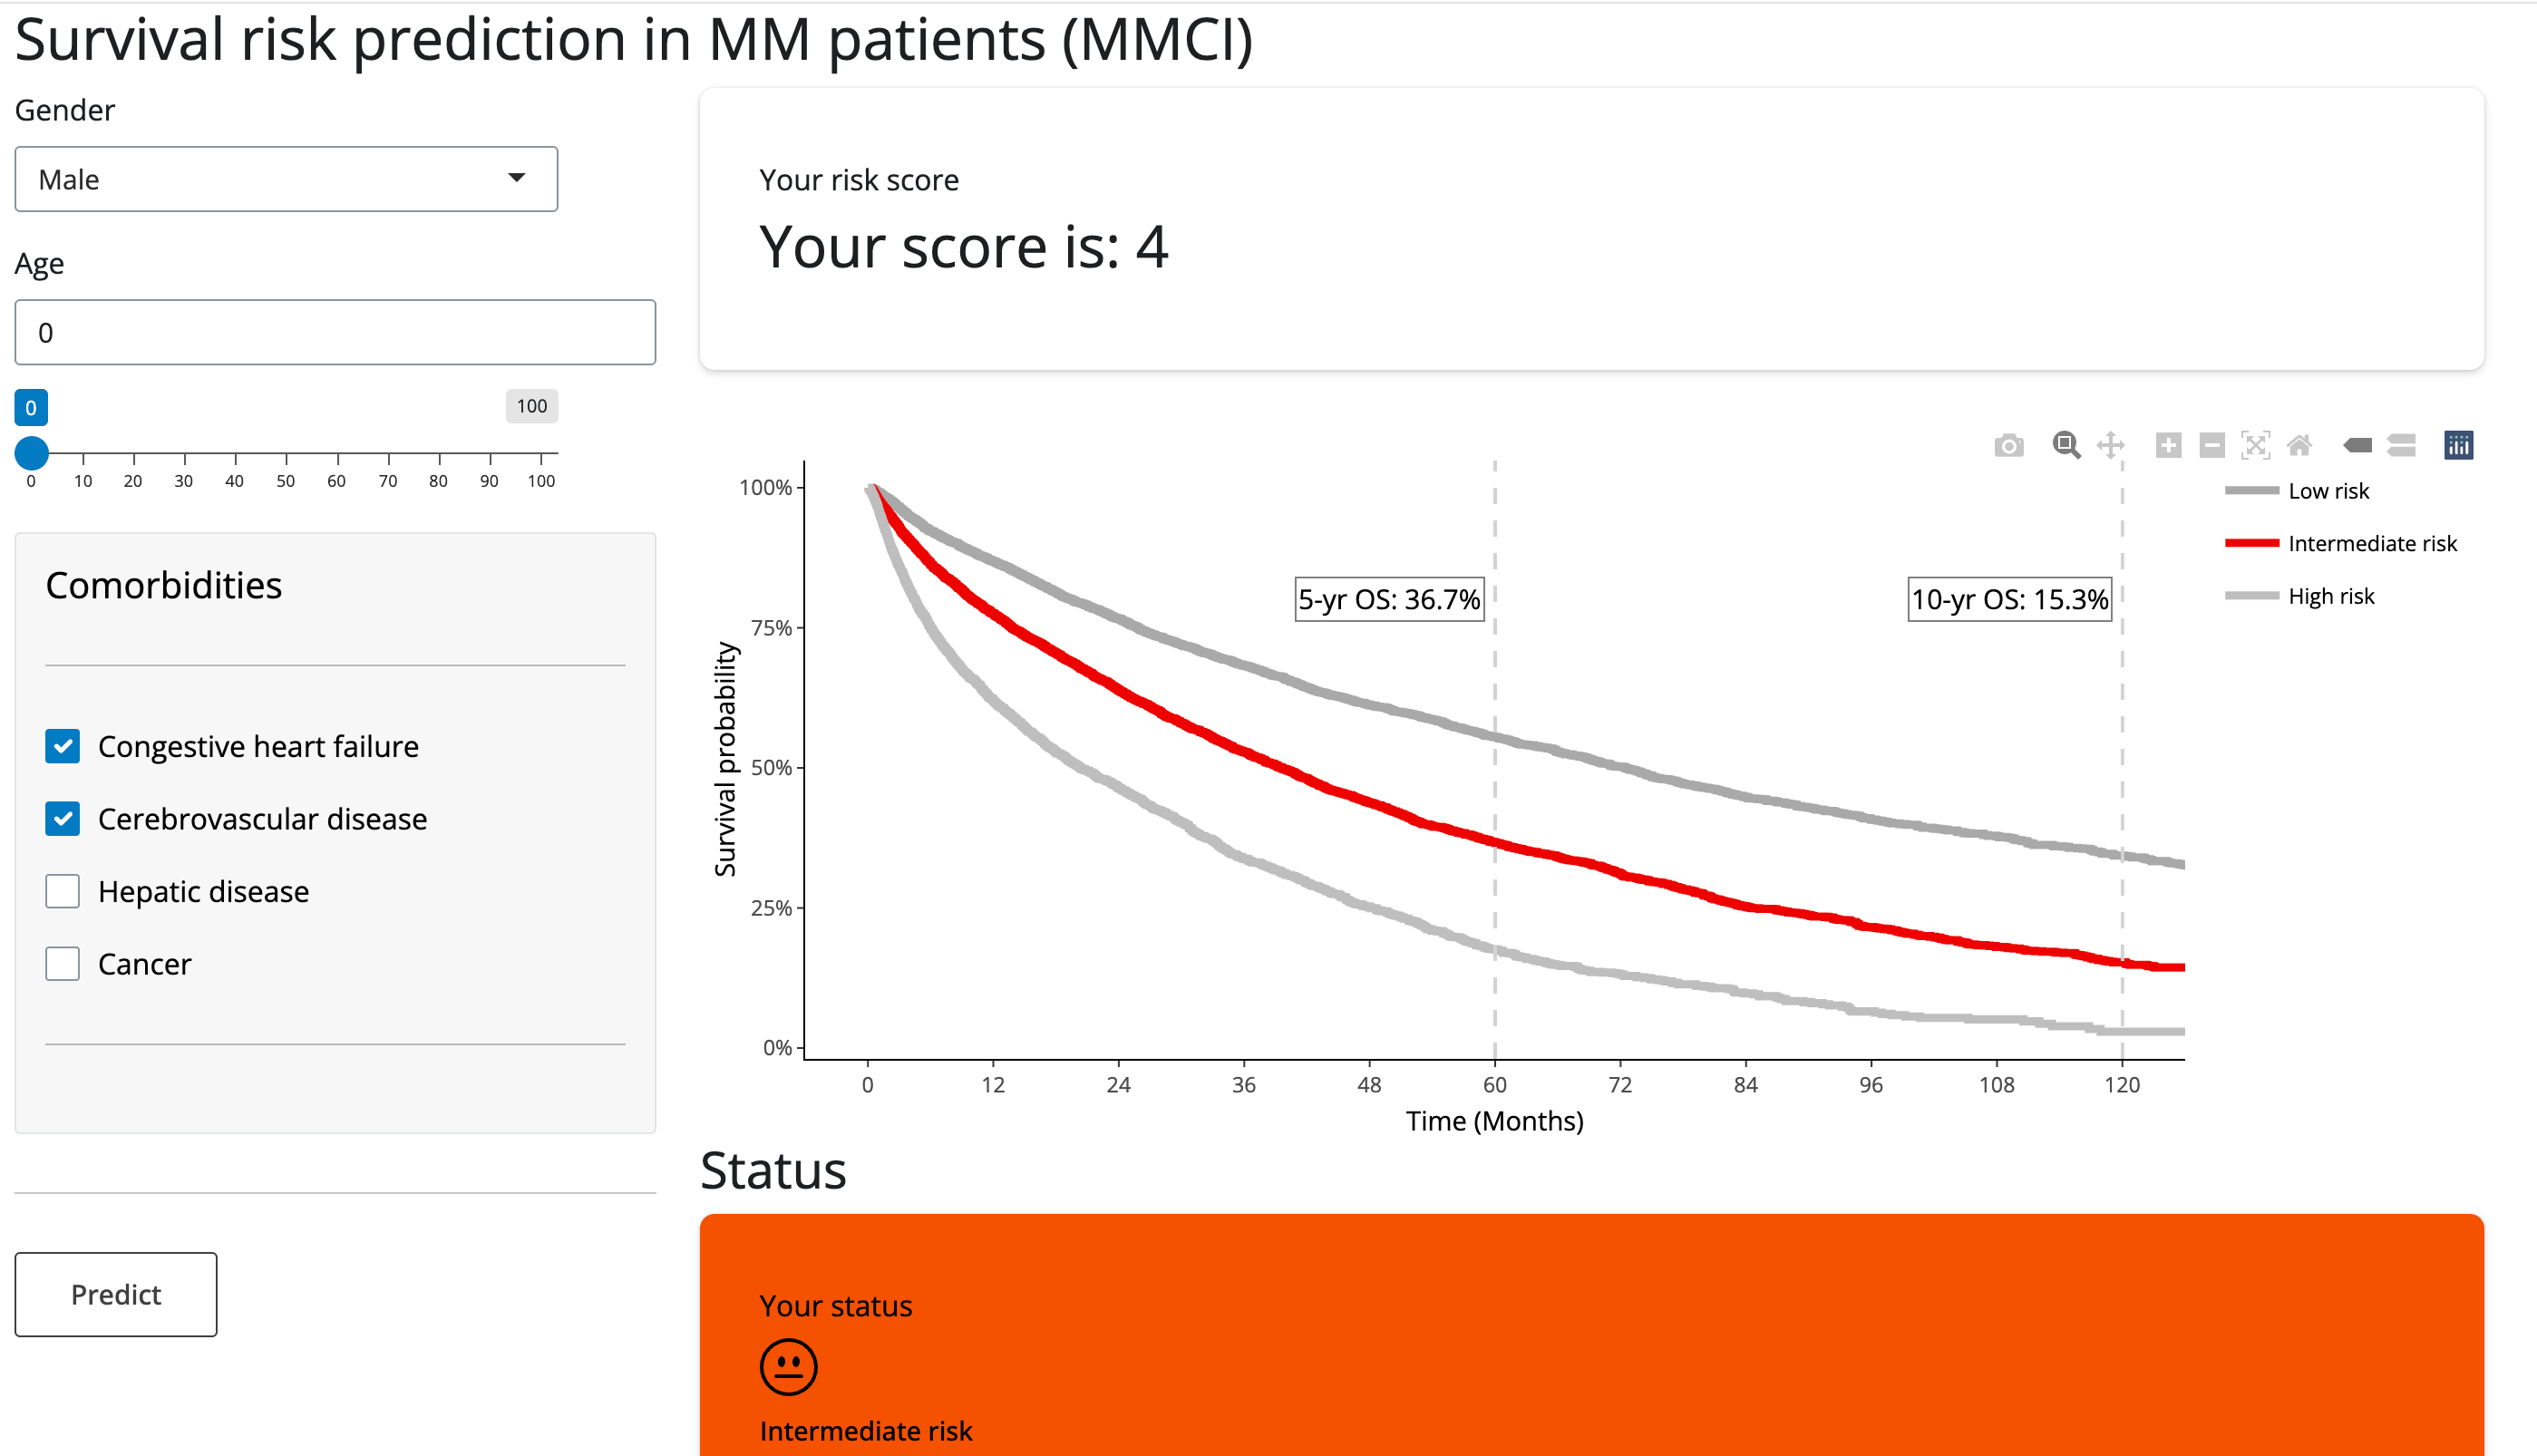 Survival risk prediction in MM patients (MMCI)
Gender
Male
Age
0
0
100
0 10 20 30 40 50 60 70 80 90 100
Comorbidities
Congestive heart failure
Cerebrovascular disease
Hepatic disease
Cancer
Predict
Your risk score
Your score is: 4
Low risk
Intermediate risk
High risk
5-yr OS: 36.7%
10-yr OS: 15.3%
Survival probability
100%
75%
50%
25%
0%
0 12 24 36 48 60 72 84 96 108 120
Time (Months)
Status
Your status
Intermediate risk